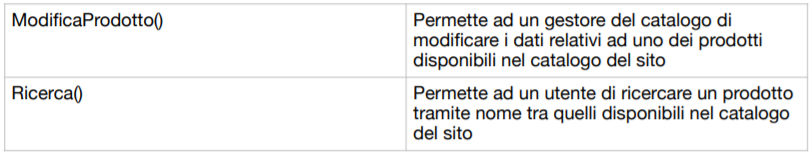 ModificaProdotto()
Permette ad un gestore del catalogo di
modificare i dati relativi ad uno dei prodotti
disponibili nel catalogo del sito
Ricerca()
Permette ad un utente di ricercare un prodotto
tramite nome tra quelli disponibili nel catalogo
del sito